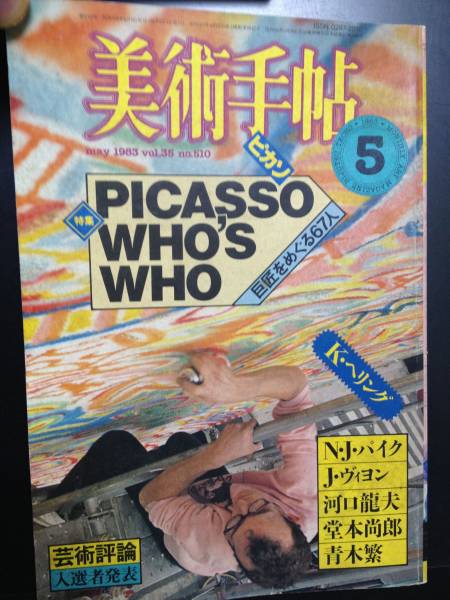 美術手帖
may 1983 vol.35 no.510
5
ピカソ
特集
PICASSO
WHO'S
WHO
巨匠をめぐる67人
K・ヘリング
N・J・パイク
J・ヴィヨン
河口龍夫
堂本尚郎
青木繁
芸術評論
入選者発表